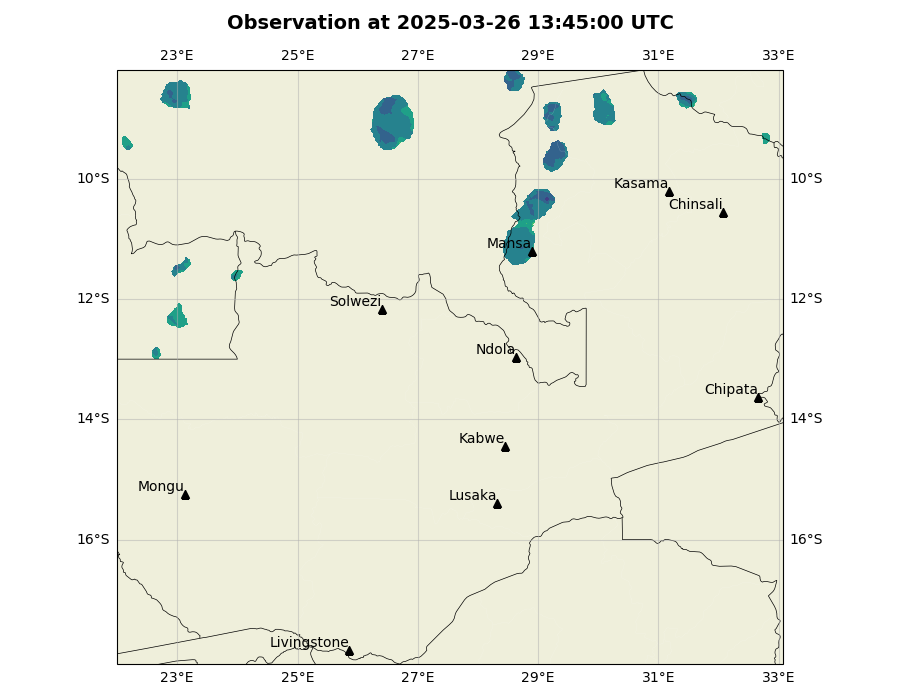 Observation at 2025-03-26 13:45:00 UTC
23°E 25°E 27°E 29°E 31°E 33°E
10°S 10°S
Kasama
Chinsali
Mansa
12°S 12°S
Solwezi
Ndola
Chipata
14°S 14°S
Kabwe
Mongu
Lusaka
16°S 16°S
Livingstone
23°E 25°E 27°E 29°E 31°E 33°E